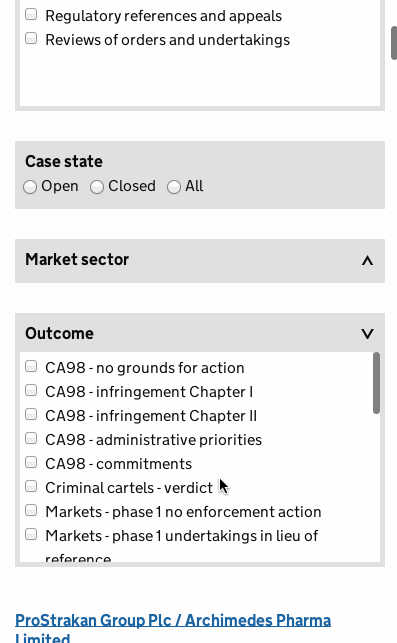 Regulatory references and appeals
Reviews of orders and undertakings
Case state
Open Closed All
Market sector
Outcome
CA98 - no grounds for action
CA98 - infringement Chapter I
CA98 - infringement Chapter II
CA98 - administrative priorities
CA98 - commitments
Criminal cartels - verdict
Markets - phase 1 no enforcement action
Markets - phase 1 undertakings in lieu of
reference
ProStrakan Group Plc / Archimedes Pharma
Limited